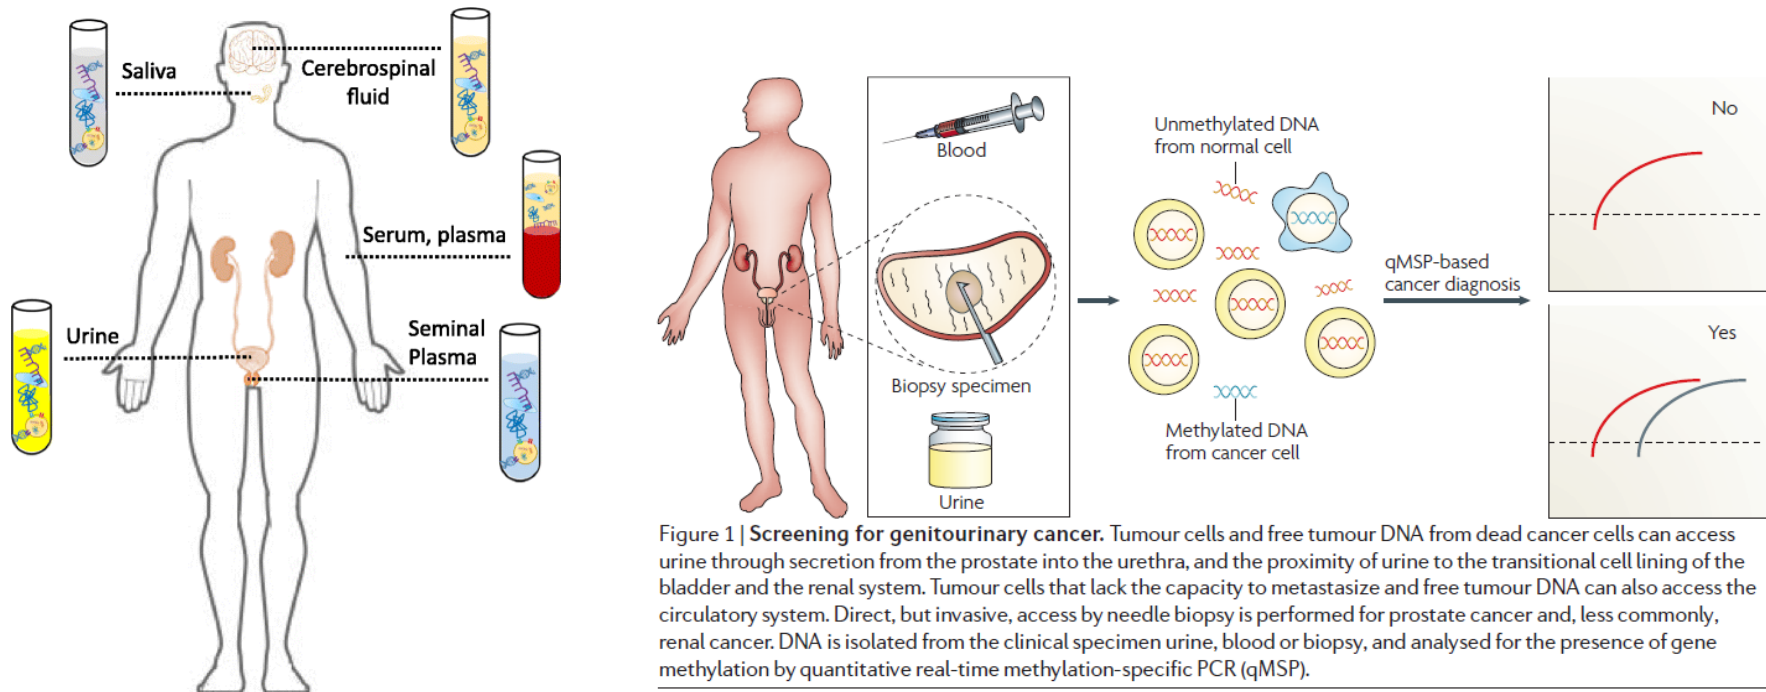 Saliva
Cerebrospinal
fluid
Serum, plasma
Urine
Seminal
Plasma
Blood
Biopsy specimen
Urine
Unmethylated DNA
from normal cell
Methylated DNA
from cancer cell
qMSP-based
cancer diagnosis
No
Yes
Figure 1 | Screening for genitourinary cancer. Tumour cells and free tumour DNA from dead cancer cells can access
urine through secretion from the prostate into the urethra, and the proximity of urine to the transitional cell lining of the
bladder and the renal system. Tumour cells that lack the capacity to metastasize and free tumour DNA can also access the
circulatory system. Direct, but invasive, access by needle biopsy is performed for prostate cancer and, less commonly,
renal cancer. DNA is isolated from the clinical specimen urine, blood or biopsy, and analysed for the presence of gene
methylation by quantitative real-time methylation-specific PCR (qMSP).